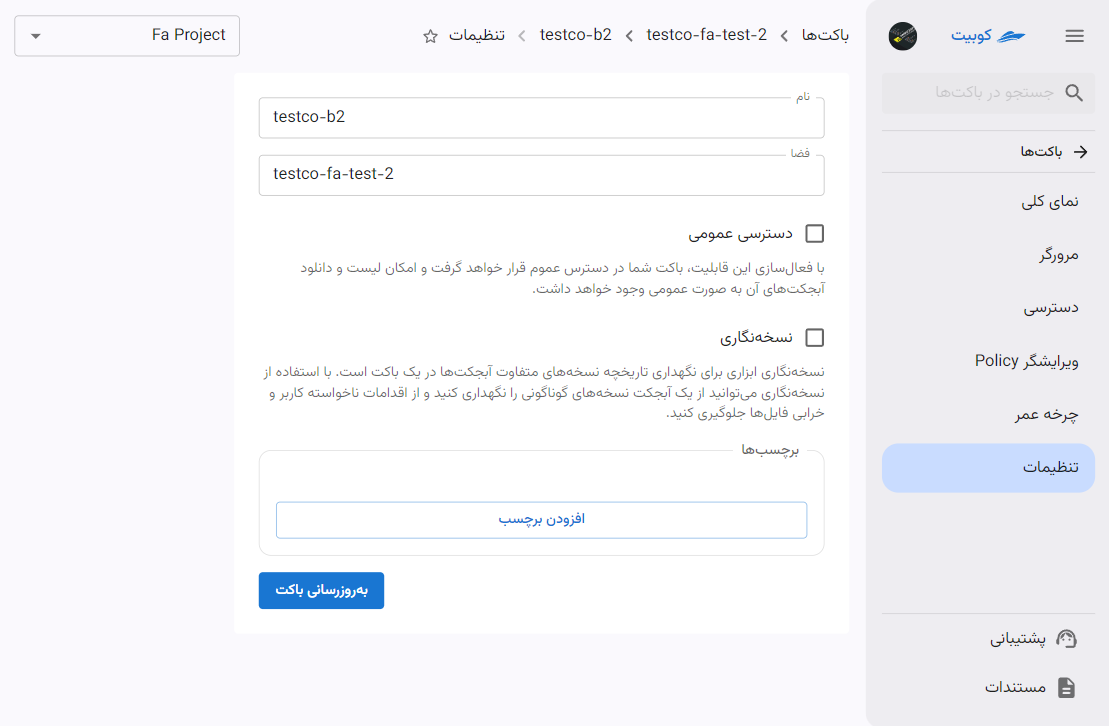 کوبیت
جستجو در باکت‌ها
باکت‌ها
نمای کلی
مرورگر
دسترسی
ویرایشگر Policy
چرخه عمر
تنظیمات
پشتیبانی
مستندات
باکت‌ها
testco-fa-test-2
testco-b2
تنظیمات
Fa Project
نام
testco-b2
فضا
testco-fa-test-2
دسترسی عمومی
با فعال‌سازی این قابلیت، باکت شما در دسترس عموم قرار خواهد گرفت و امکان لیست و دانلود
آبجکت‌های آن به صورت عمومی وجود خواهد داشت.
نسخه‌نگاری
نسخه‌نگاری ابزاری برای نگهداری تاریخچه نسخه‌های متفاوت آبجکت‌ها در یک باکت است. با استفاده از
نسخه‌نگاری می‌توانید از یک آبجکت نسخه‌های گوناگونی را نگهداری کنید و از اقدامات ناخواسته کاربر و
خرابی فایل‌ها جلوگیری کنید.
برچسب‌ها
افزودن برچسب
به‌روزرسانی باکت